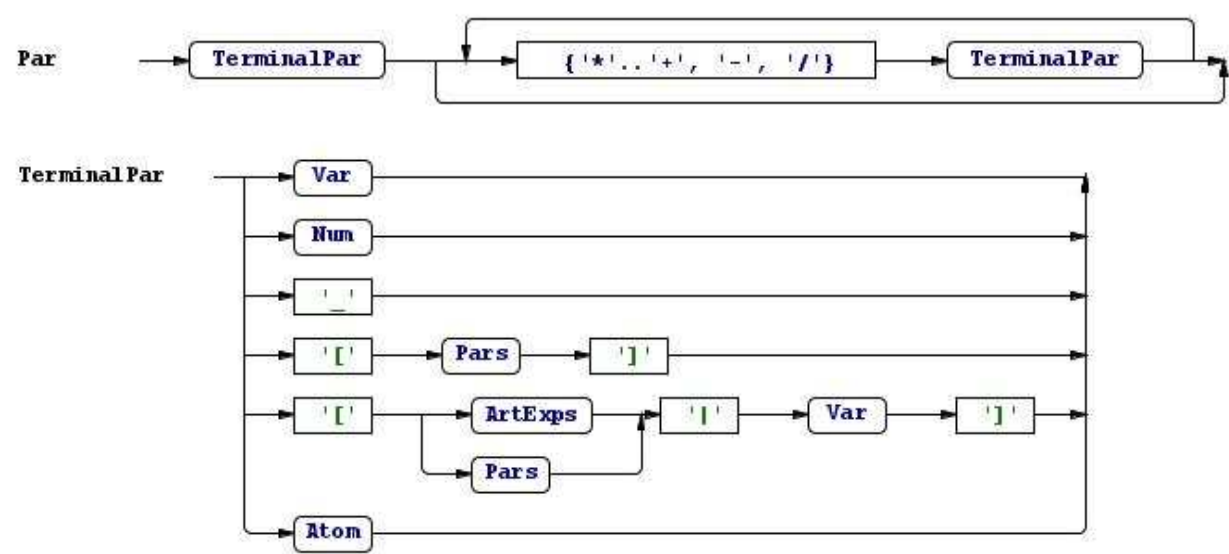 Par TerminalPar {'*'..'+', '-', '/'} TerminalPar
TerminalPar Var
Num
'_'
'[' Pars ']'
'[' ArtExps '|' Var ']'
Pars
Atom